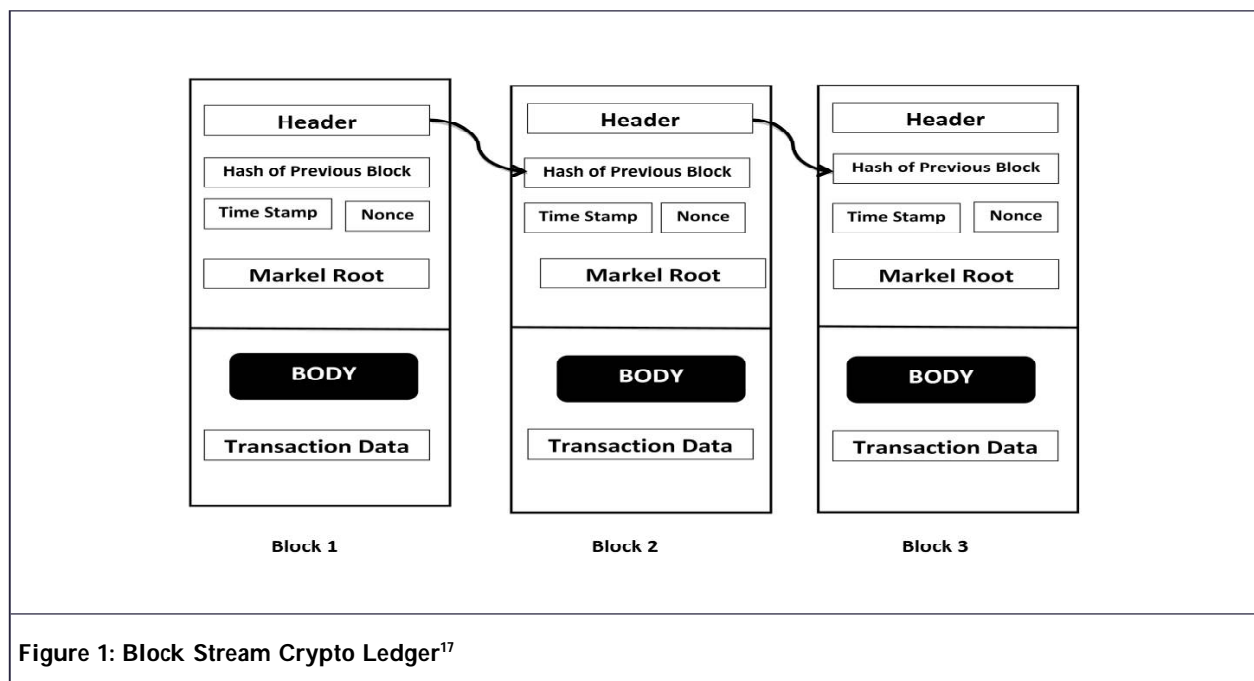 Header
Hash of Previous Block
Time Stamp Nonce
Markel Root
BODY
Transaction Data
Block 1
Header
Hash of Previous Block
Time Stamp Nonce
Markel Root
BODY
Transaction Data
Block 2
Header
Hash of Previous Block
Time Stamp Nonce
Markel Root
BODY
Transaction Data
Block 3
Figure 1: Block Stream Crypto Ledger17